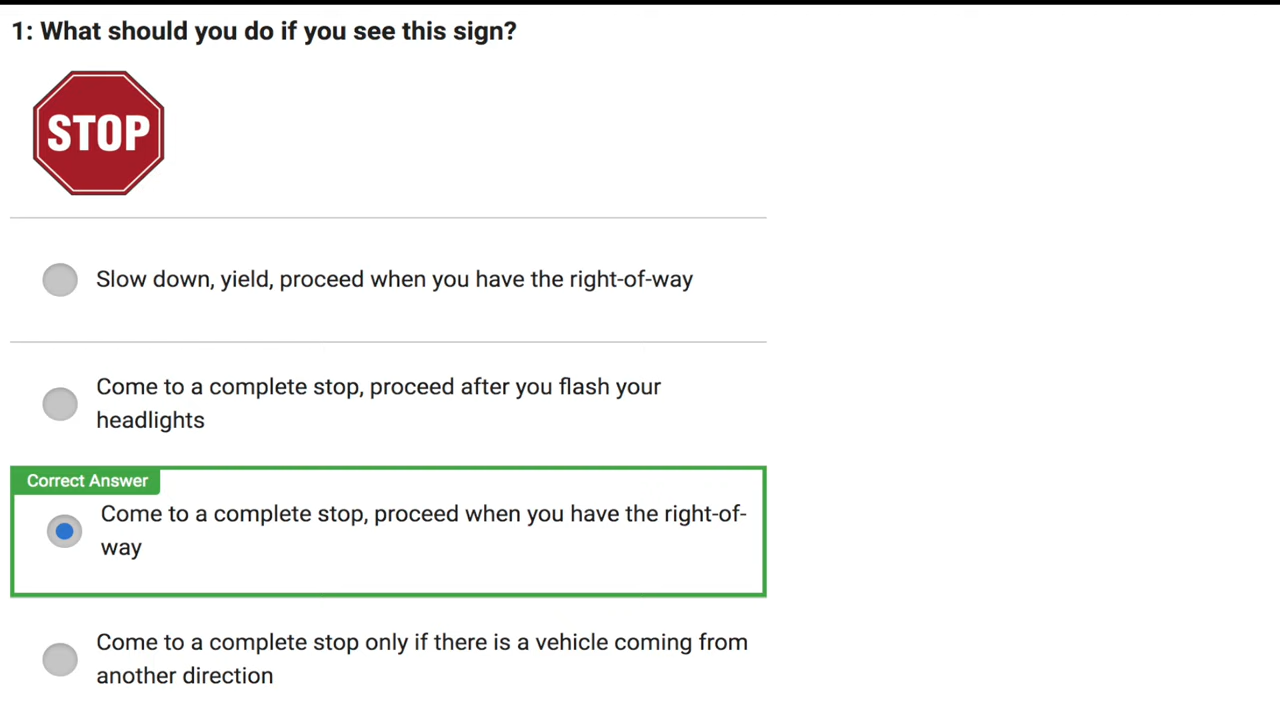 1: What should you do if you see this sign?
STOP
Slow down, yield, proceed when you have the right-of-way
Come to a complete stop, proceed after you flash your
headlights
Correct Answer
Come to a complete stop, proceed when you have the right-of-
way
Come to a complete stop only if there is a vehicle coming from
another direction